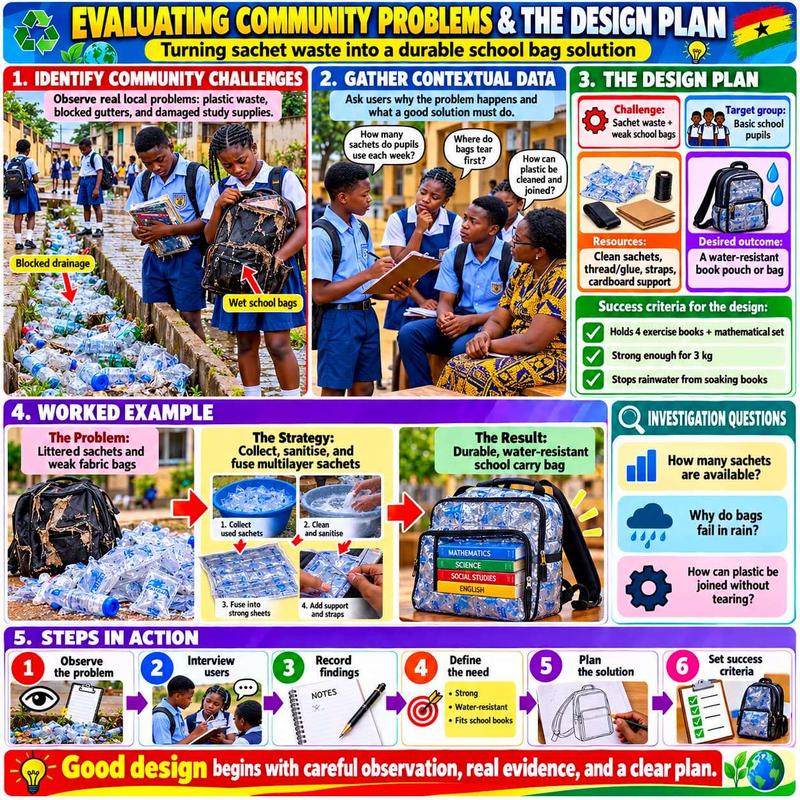 EVALUATING COMMUNITY PROBLEMS & THE DESIGN PLAN
Turning sachet waste into a durable school bag solution
1. IDENTIFY COMMUNITY CHALLENGES
Observe real local problems: plastic waste,
blocked gutters, and damaged study supplies.
Blocked drainage
Wet school bags
2. GATHER CONTEXTUAL DATA
Ask users why the problem happens and
what a good solution must do.
How many
sachets do pupils
use each week?
Where do
bags tear
first?
How can
plastic be
cleaned and
joined?
3. THE DESIGN PLAN
Challenge:
Sachet waste +
weak school bags
Target group:
Basic school
pupils
Resources:
Clean sachets,
thread/glue, straps,
cardboard support
Desired outcome:
A water-resistant
book pouch or bag
Success criteria for the design:
Holds 4 exercise books + mathematical set
Strong enough for 3 kg
Stops rainwater from soaking books
4. WORKED EXAMPLE
The Problem:
Littered sachets and
weak fabric bags
The Strategy:
Collect, sanitise, and
fuse multilayer sachets
1. Collect
used sachets
2. Clean
and sanitise
3. Fuse into
strong sheets
4. Add support
and straps
The Result:
Durable, water-resistant
school carry bag
MATHEMATICS
SCIENCE
SOCIAL STUDIES
ENGLISH
INVESTIGATION QUESTIONS
How many sachets
are available?
Why do bags
fail in rain?
How can plastic be
joined without
tearing?
5. STEPS IN ACTION
1
Observe
the problem
2
Interview
users
3
Record
findings
NOTES
4
Define
the need
• Strong
• Water-resistant
• Fits school books
5
Plan
the solution
6
Set success
criteria
Good design begins with careful observation, real evidence, and a clear plan.